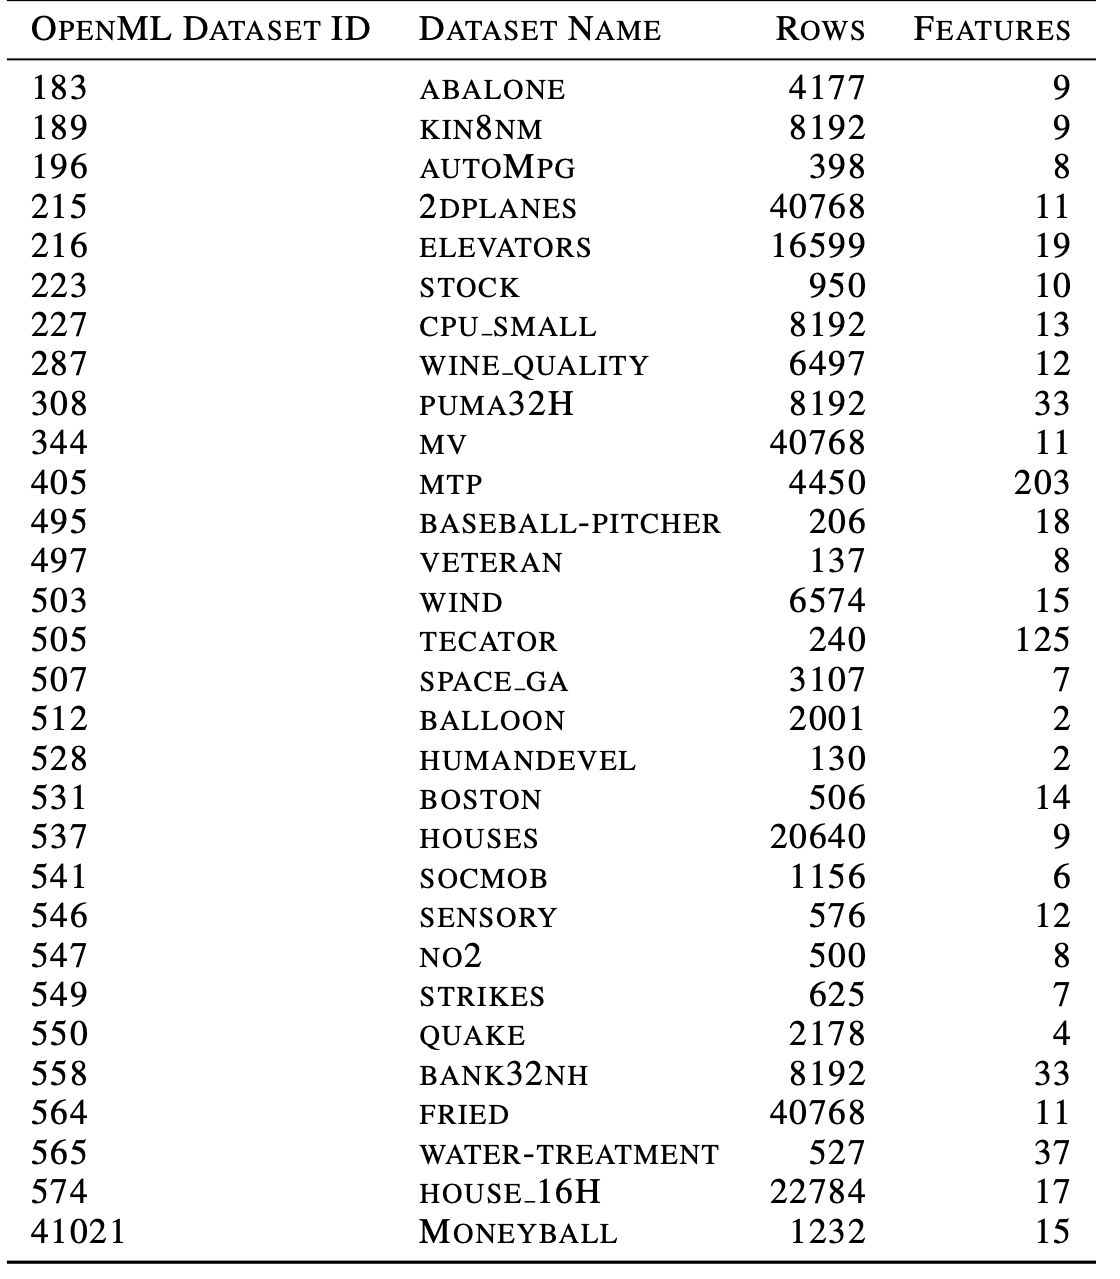 OPENML DATASET ID DATASET NAME ROWS FEATURES
183 ABALONE 4177 9
189 KIN8NM 8192 9
196 AUTOMPG 398 8
215 2DPLANES 40768 11
216 ELEVATORS 16599 19
223 STOCK 950 10
227 CPU_SMALL 8192 13
287 WINE_QUALITY 6497 12
308 PUMA32H 8192 33
344 MV 40768 11
405 MTP 4450 203
495 BASEBALL-PITCHER 206 18
497 VETERAN 137 8
503 WIND 6574 15
505 TECATOR 240 125
507 SPACE_GA 3107 7
512 BALLOON 2001 2
528 HUMANDEVEL 130 2
531 BOSTON 506 14
537 HOUSES 20640 9
541 SOCMOB 1156 6
546 SENSORY 576 12
547 NO2 500 8
549 STRIKES 625 7
550 QUAKE 2178 4
558 BANK32NH 8192 33
564 FRIED 40768 11
565 WATER-TREATMENT 527 37
574 HOUSE_16H 22784 17
41021 MONEYBALL 1232 15